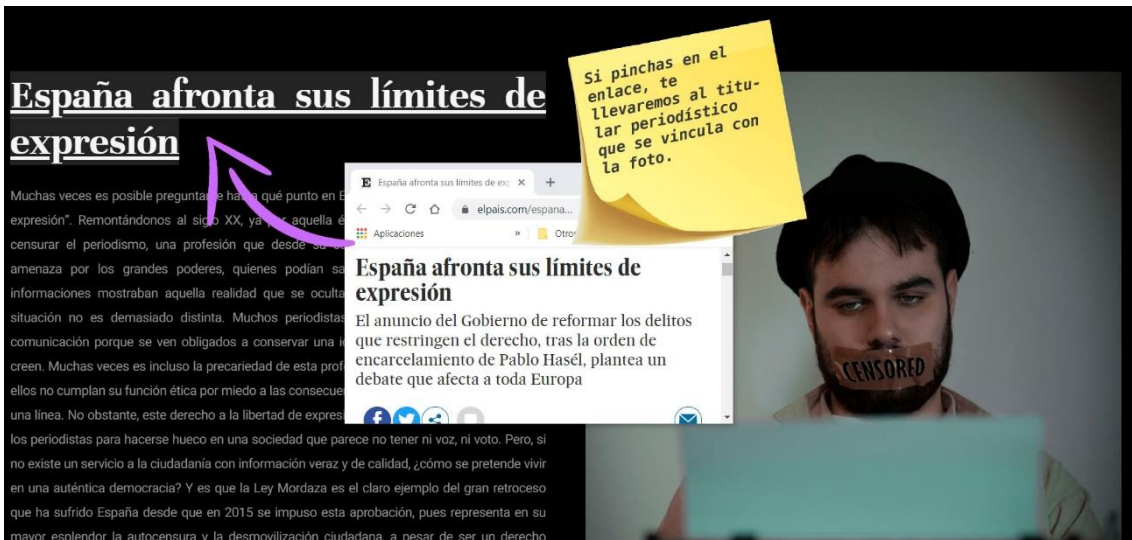 España afronta sus límites de
expresión
Muchas veces es posible preguntarse hasta qué punto en E
expresión". Remontándonos al siglo XX, ya por aquella é
censurar el periodismo, una profesión que desde su
amenaza por los grandes poderes, quienes podían sa
informaciones mostraban aquella realidad que se oculta
situación no es demasiado distinta. Muchos periodistas
comunicación porque se ven obligados a conservar una
creen. Muchas veces es incluso la precariedad de esta prof
ellos no cumplan su función ética por miedo a las consecuen
una línea. No obstante, este derecho a la libertad de expresi
los periodistas para hacerse hueco en una sociedad que parece no tener ni voz, ni voto. Pero, si
no existe un servicio a la ciudadanía con información veraz y de calidad, ¿cómo se pretende vivir
en una auténtica democracia? Y es que la Ley Mordaza es el claro ejemplo del gran retroceso
que ha sufrido España desde que en 2015 se impuso esta aprobación, pues representa en su
mayor esplendor la autocensura y la desmovilización ciudadana, a pesar de ser un derecho
E España afronta sus límites de ex
elpais.com/espana...
Aplicaciones » Otro
España afronta sus límites de
expresión
El anuncio del Gobierno de reformar los delitos
que restringen el derecho, tras la orden de
encarcelamiento de Pablo Hasél, plantea un
debate que afecta a toda Europa
Si pinchas en el
enlace, te
llevaremos al titu-
lar periodístico
que se vincula con
la foto.
CENSORED